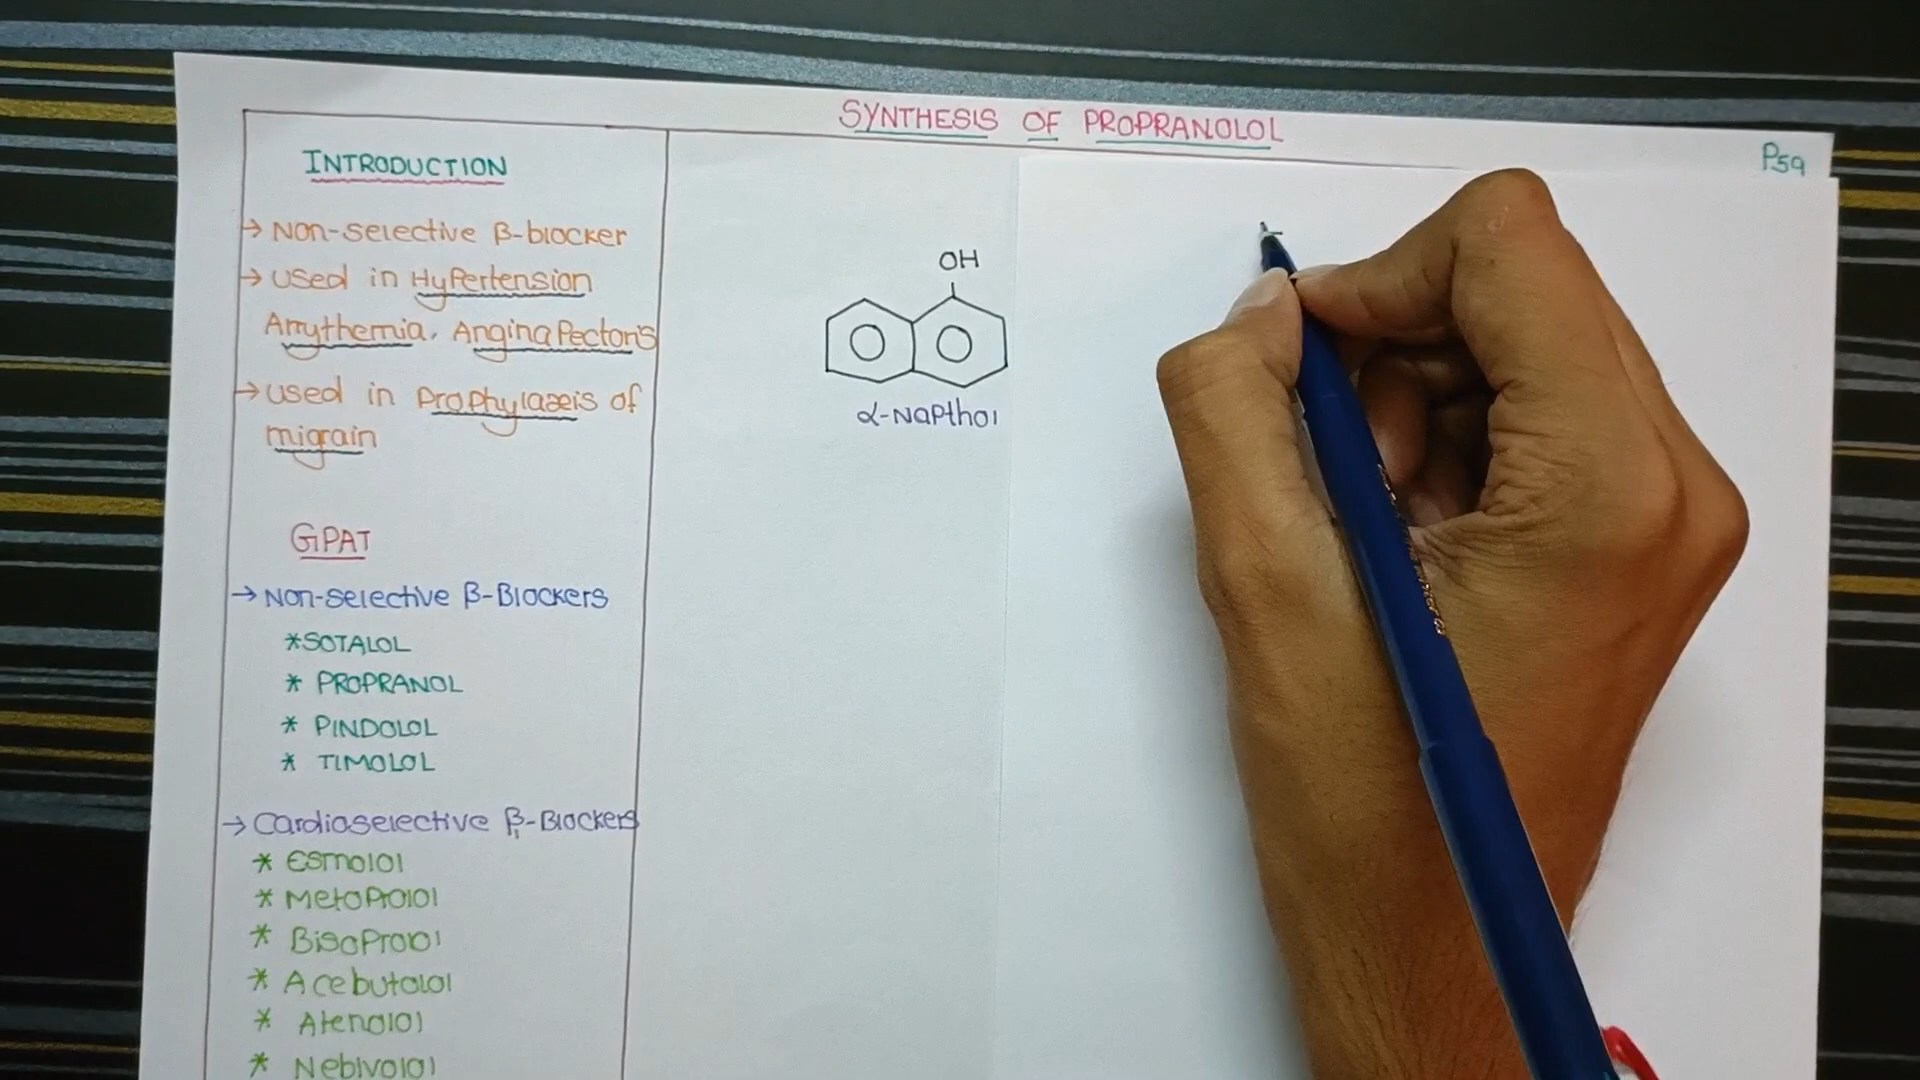 SYNTHESIS OF PROPRANOLOL
P59
INTRODUCTION
→ Non-selective β-blocker
→ used in Hypertension
Arrythemia, Angina Pectoris
→ used in Prophylaxeis of
migrain
GPAT
→ Non-selective β-Blockers
*SOTALOL
* PROPRANOL
* PINDOLOL
* TIMOLOL
→ Cardioselective β₁-Blockers
* Esmolol
* Metoprolol
* Bisoprolol
* Acebutolol
* Atenolol
* Nebivolol
OH
α-Napthol